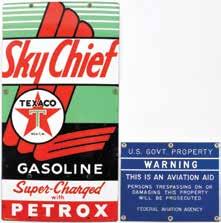 Sky Chief
TEXACO
T
GASOLINE
Super-Charged
with
PETROX
U.S. GOVT. PROPERTY
WARNING
THIS IS AN AVIATION AID
PERSONS TRESPASSING ON OR
DAMAGING THIS PROPERTY
WILL BE PROSECUTED
FEDERAL AVIATION AGENCY